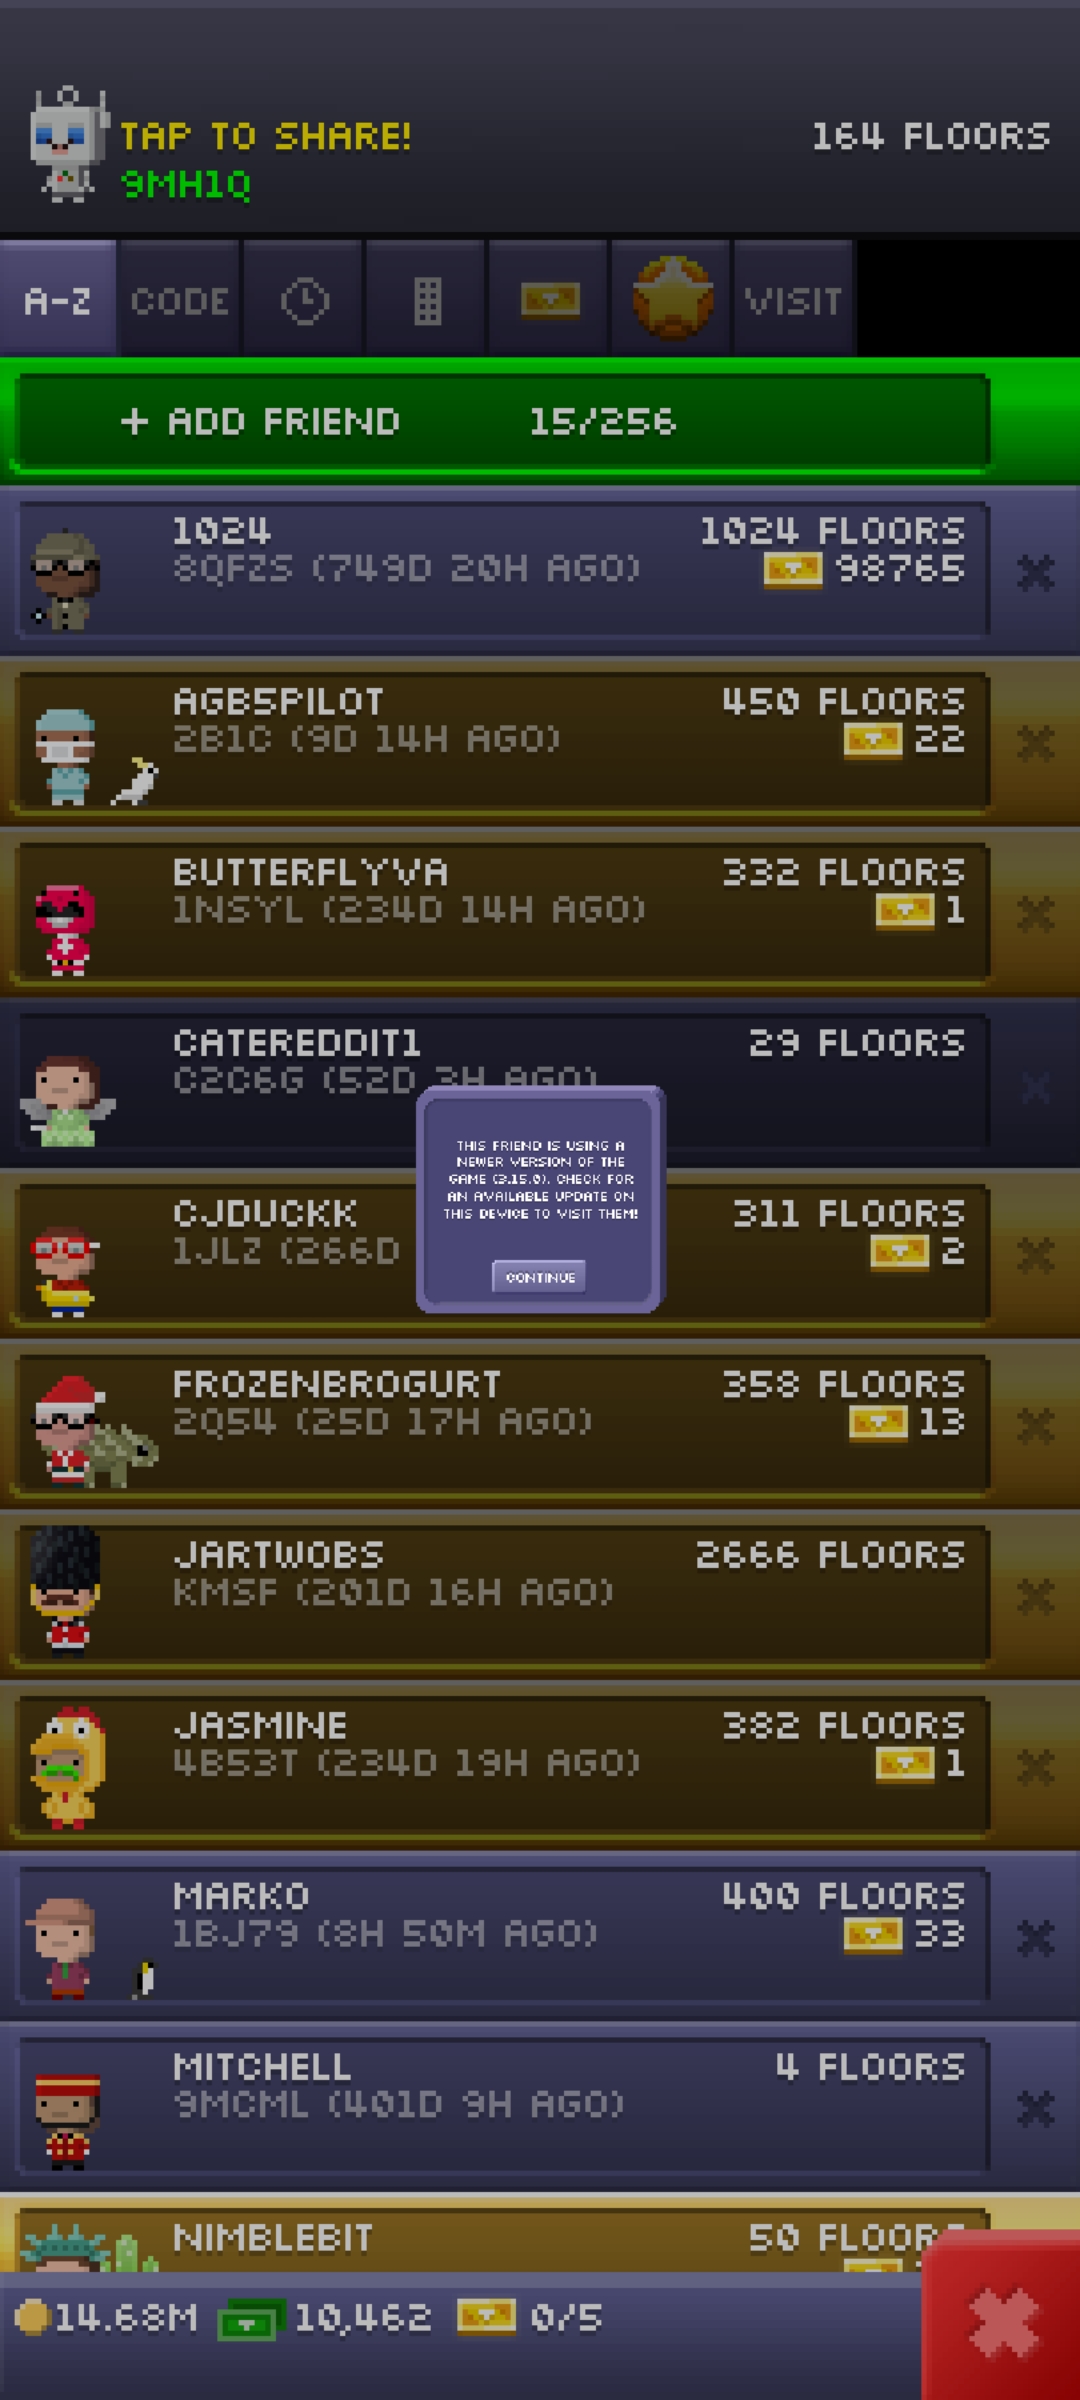 TAP TO SHARE!
164 FLOORS
9MH1Q
A-Z CODE VISIT
+ ADD FRIEND 15/256
1024 1024 FLOORS
8QFZS (749D 20H AGO) 98765
AGB5PILOT 450 FLOORS
2B1C (9D 14H AGO) 22
BUTTERFLYVA 332 FLOORS
1NSYL (234D 14H AGO) 1
CATEREDDIT1 29 FLOORS
C2C6G (52D 3H AGO)
THIS FRIEND IS USING A
NEWER VERSION OF THE
GAME (3.15.0). CHECK FOR
AN AVAILABLE UPDATE ON
THIS DEVICE TO VISIT THEM!
CONTINUE
CJDUCKK 311 FLOORS
1JLZ (266D 2
FROZENBROGURT 358 FLOORS
2Q54 (25D 17H AGO) 13
JARTWOBS 2666 FLOORS
KMSF (201D 16H AGO)
JASMINE 382 FLOORS
4B53T (234D 19H AGO) 1
MARKO 400 FLOORS
1BJ79 (8H 50M AGO) 33
MITCHELL 4 FLOORS
9MCML (401D 9H AGO)
NIMBLEBIT 50 FLOORS
14.68M 10,462 0/5